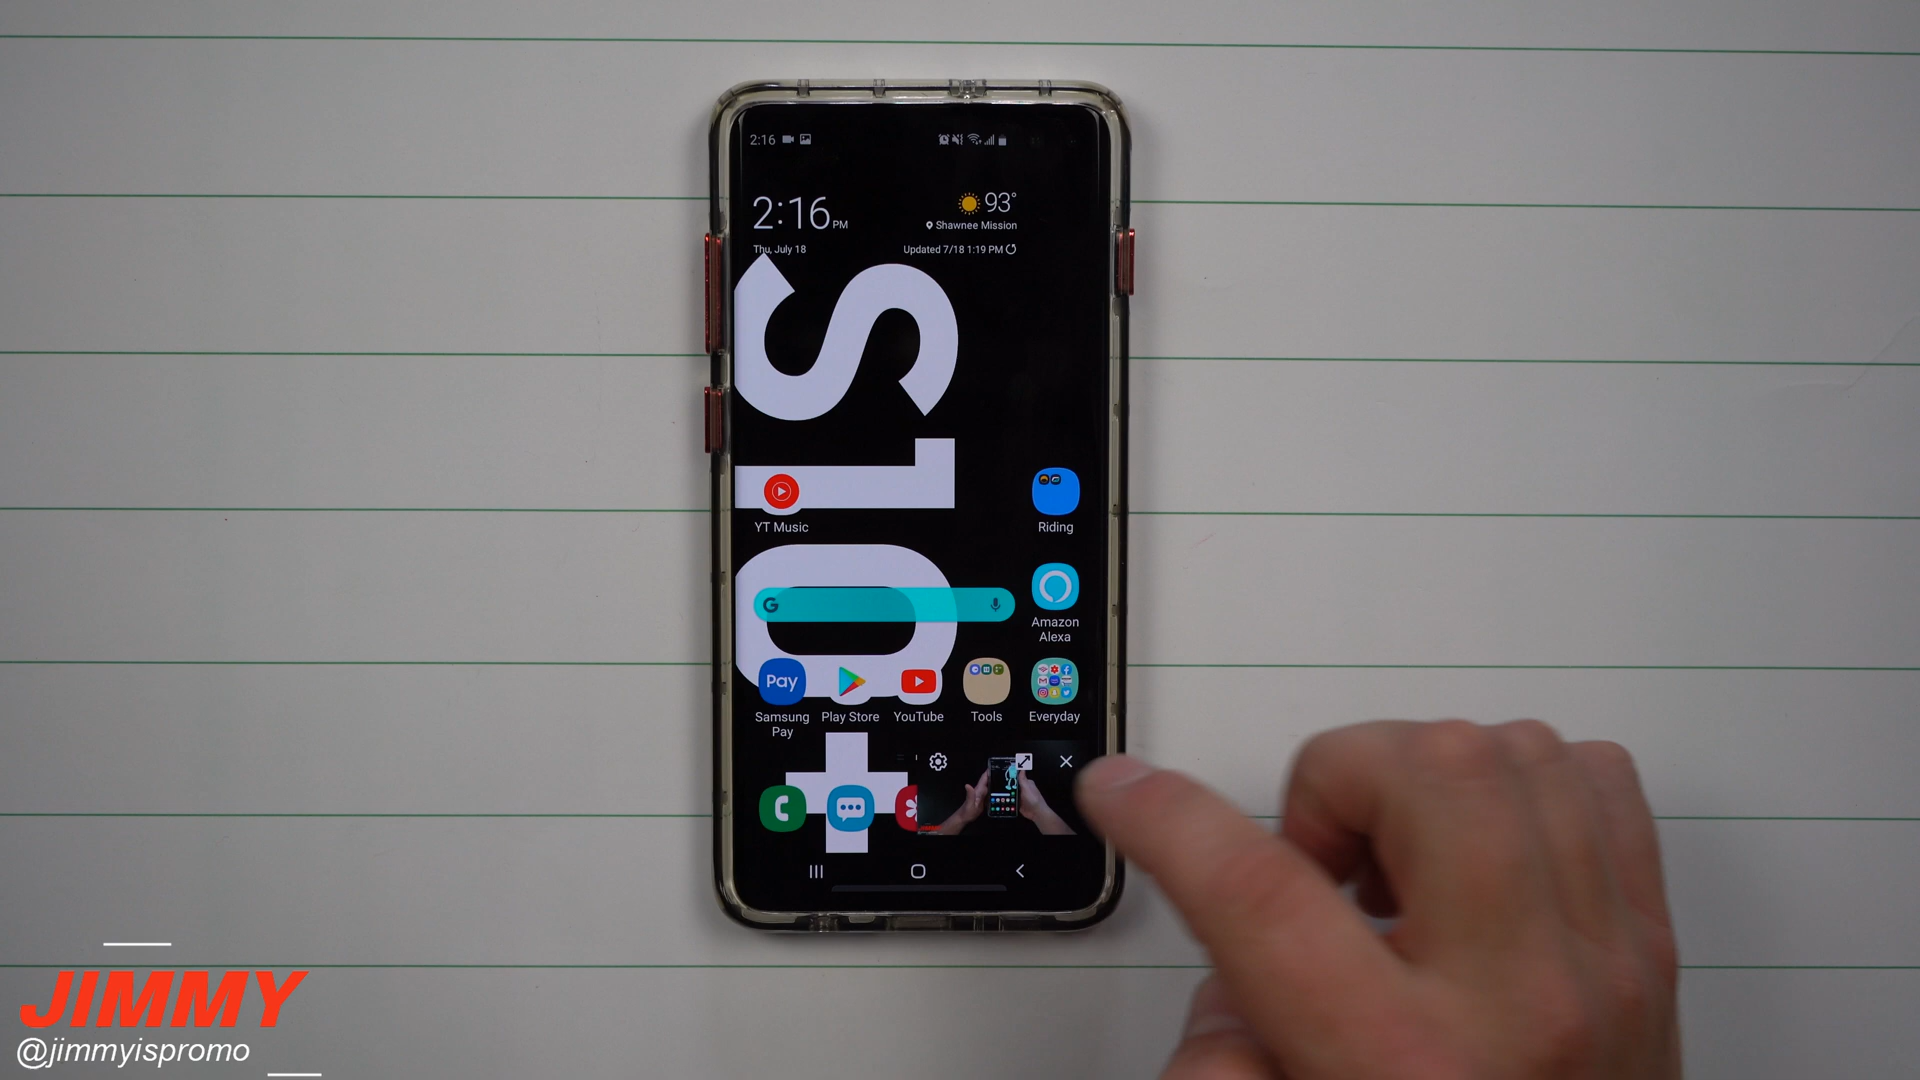 2:16
2:16 PM
93°
Shawnee Mission
Thu, July 18
Updated 7/18 1:19 PM
S10+
YT Music
Riding
G
Amazon
Alexa
Pay
Samsung
Pay
Play Store
YouTube
Tools
Everyday
JIMMY
@jimmyispromo